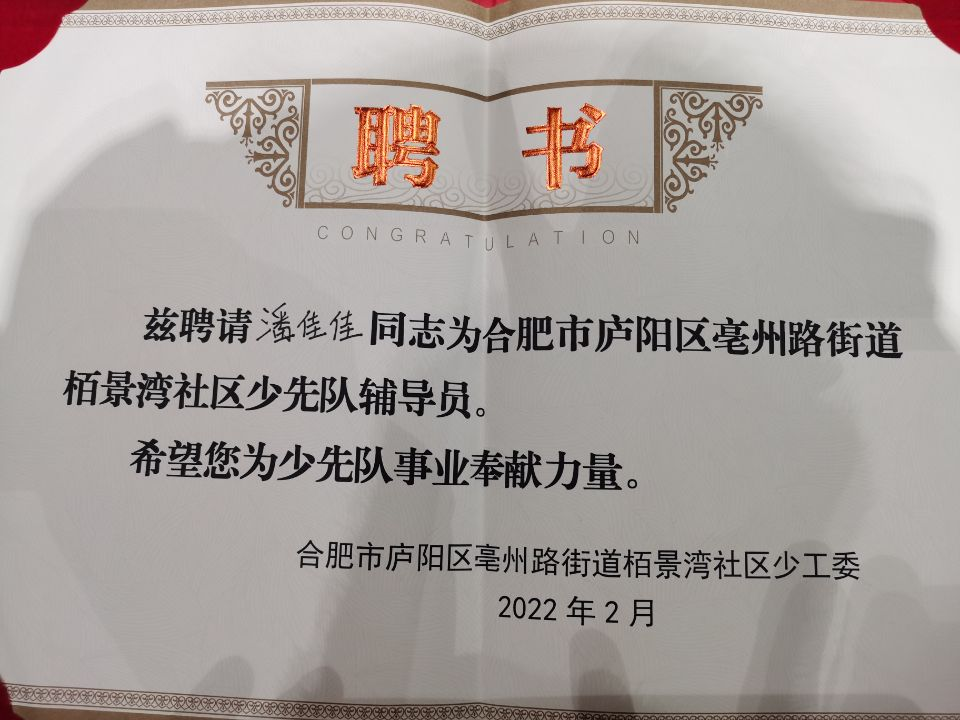 聘书
CONGRATULATION
兹聘请潘佳佳同志为合肥市庐阳区亳州路街道
栢景湾社区少先队辅导员。
希望您为少先队事业奉献力量。
合肥市庐阳区亳州路街道栢景湾社区少工委
2022年2月